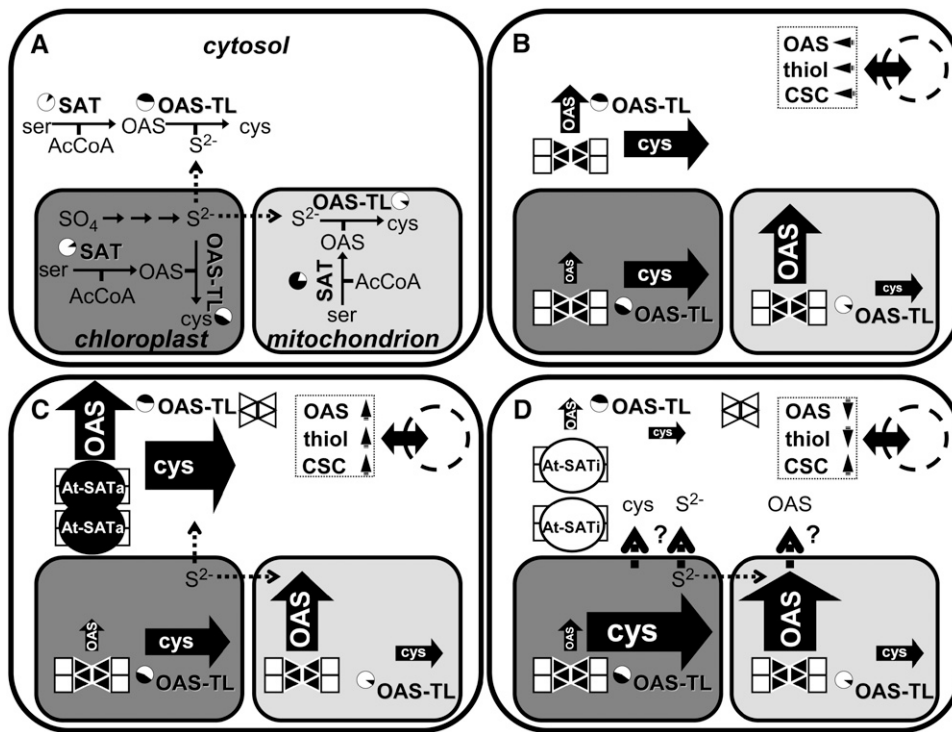 A
cytosol
SAT
OAS-TL
ser
OAS
cys
AcCoA
S2-
SO4
S2-
SAT
OAS-TL
ser
OAS
AcCoA
cys
chloroplast
OAS-TL
S2-
cys
OAS
SAT
AcCoA
ser
mitochondrion
B
OAS
thiol
CSC
OAS
OAS-TL
cys
OAS
cys
OAS-TL
OAS
cys
OAS-TL
C
OAS
OAS-TL
OAS
thiol
CSC
cys
At-SATa
At-SATa
S2-
OAS
cys
OAS-TL
OAS
cys
OAS-TL
D
OAS
OAS-TL
OAS
thiol
CSC
cys
At-SATi
At-SATi
cys
S2-
OAS
?
?
S2-
OAS
cys
OAS-TL
OAS
cys
OAS-TL